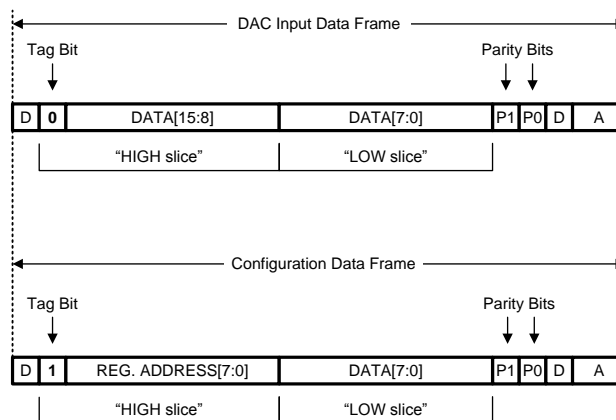 DAC Input Data Frame
Tag Bit Parity Bits
D 0 DATA[15:8] DATA[7:0] P1 P0 D A
“HIGH slice” “LOW slice”
Configuration Data Frame
Tag Bit Parity Bits
D 1 REG. ADDRESS[7:0] DATA[7:0] P1 P0 D A
“HIGH slice” “LOW slice”